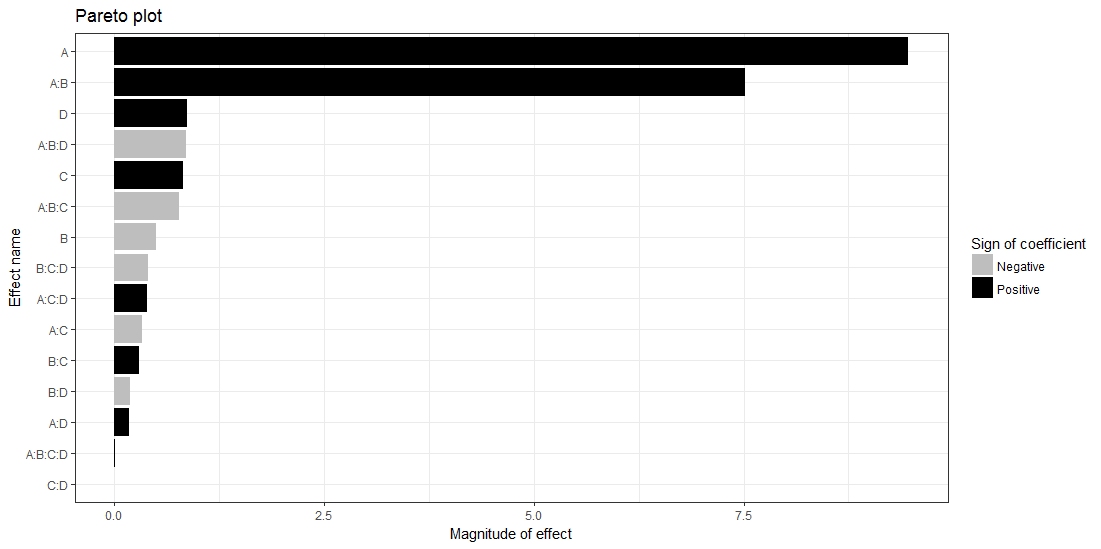 Pareto plot
A
A:B
D
A:B:D
C
A:B:C
B
B:C:D
A:C:D
A:C
B:C
B:D
A:D
A:B:C:D
C:D
Effect name
0.0 2.5 5.0 7.5
Magnitude of effect
Sign of coefficient
Negative
Positive